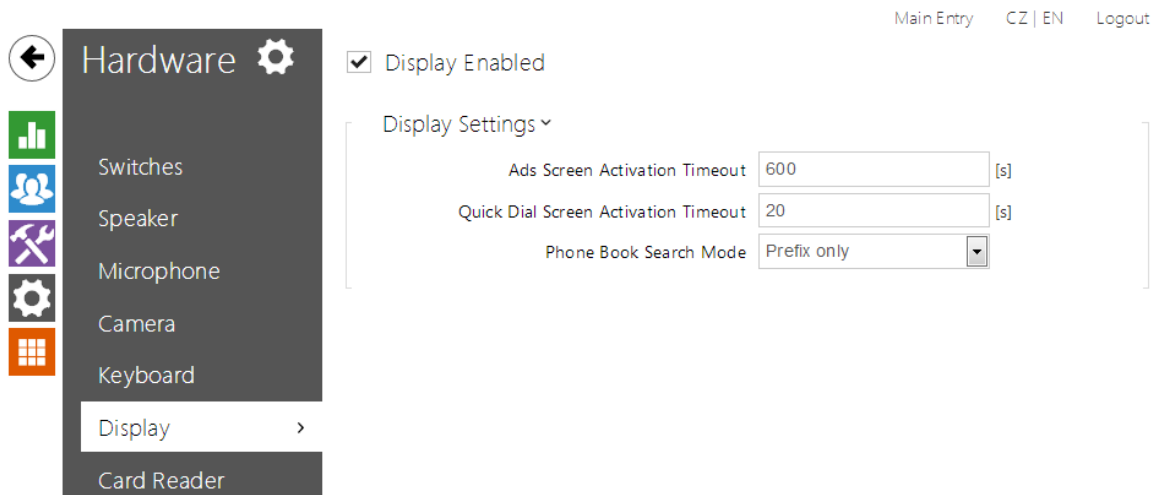 Main Entry CZ | EN Logout
Hardware
Display Enabled
Display Settings
Switches
Ads Screen Activation Timeout 600 [s]
Speaker
Quick Dial Screen Activation Timeout 20 [s]
Phone Book Search Mode Prefix only
Microphone
Camera
Keyboard
Display
Card Reader